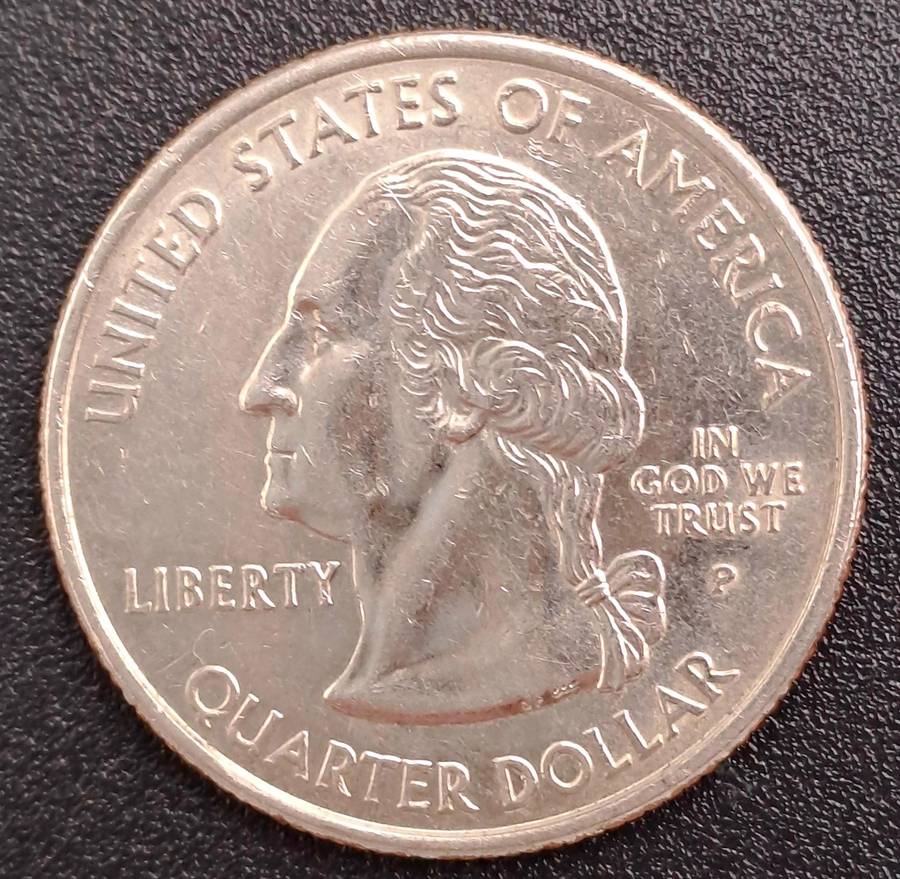 UNITED STATES OF AMERICA
LIBERTY
IN
GOD WE
TRUST
P
QUARTER DOLLAR